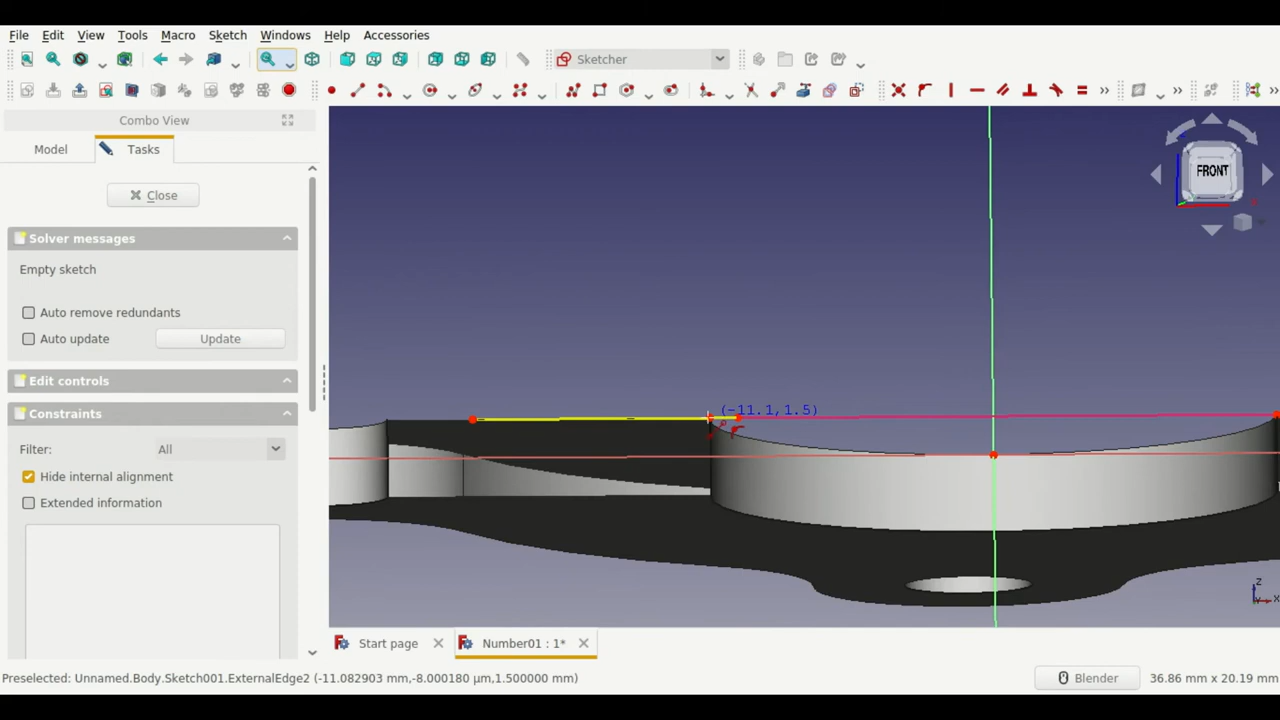 File Edit View Tools Macro Sketch Windows Help Accessories
Sketcher
Combo View
Model Tasks
Close
Solver messages
Empty sketch
Auto remove redundants
Auto update Update
Edit controls
Constraints
Filter: All
Hide internal alignment
Extended information
FRONT
(-11.1,1.5)
Z
X
Start page Number01 : 1*
Preselected: Unnamed.Body.Sketch001.ExternalEdge2 (-11.082903 mm,-8.000180 µm,1.500000 mm) Blender 36.86 mm x 20.19 mm